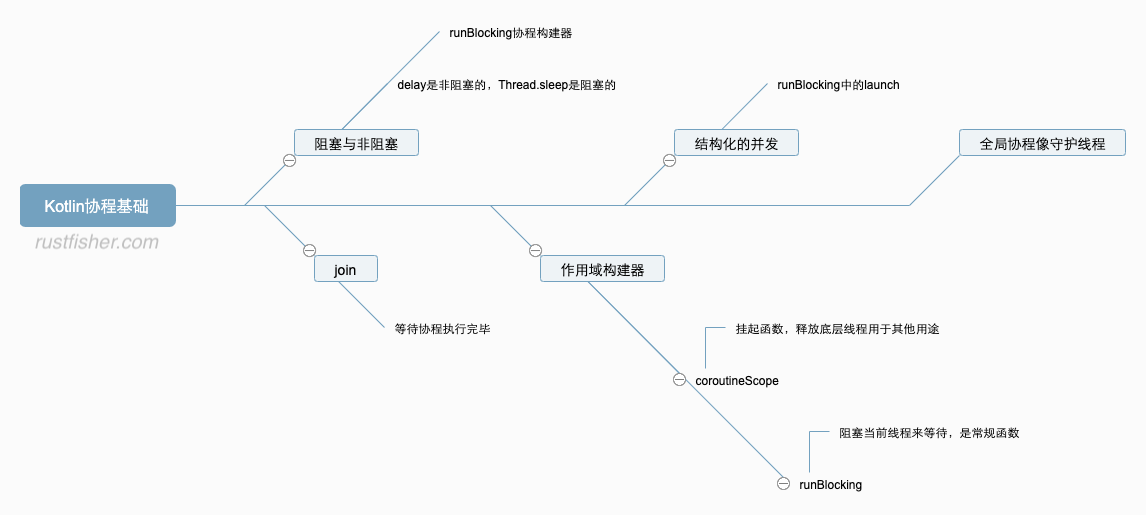 runBlocking协程构建器
delay是非阻塞的，Thread.sleep是阻塞的
runBlocking中的launch
阻塞与非阻塞
结构化的并发
全局协程像守护线程
Kotlin协程基础
rustfisher.com
join
作用域构建器
等待协程执行完毕
挂起函数，释放底层线程用于其他用途
coroutineScope
阻塞当前线程来等待，是常规函数
runBlocking